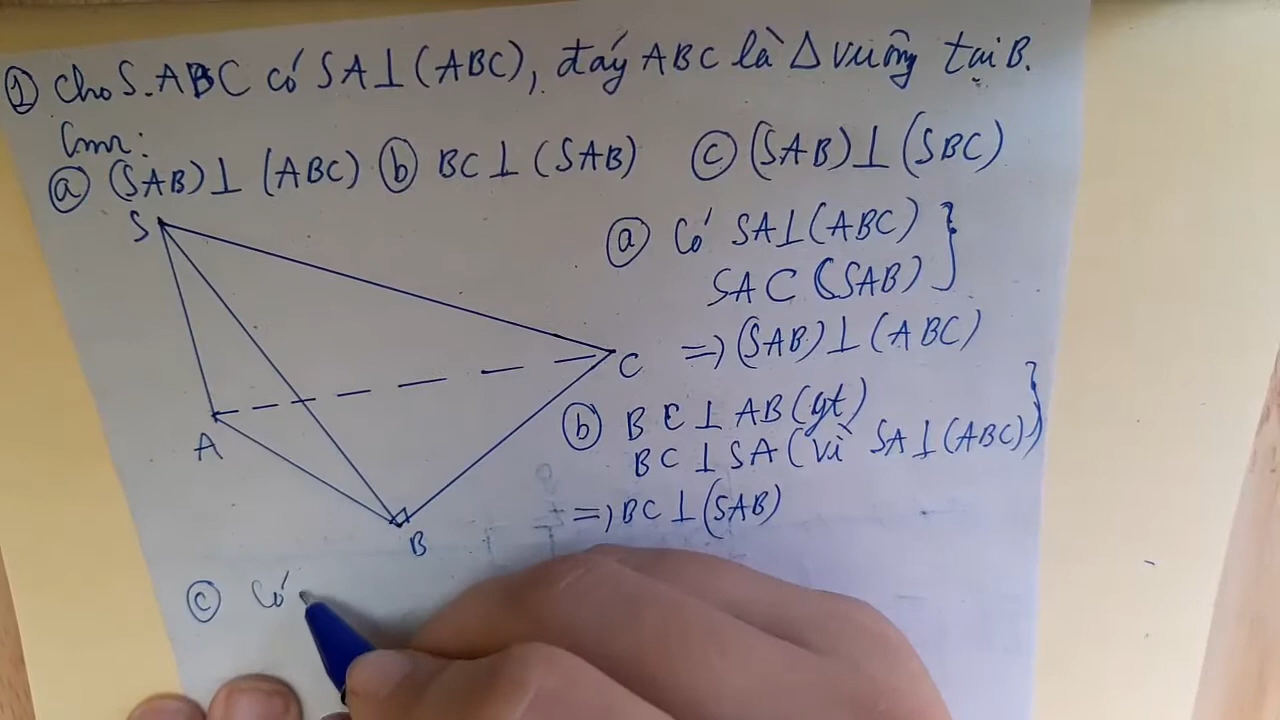 ① Cho S.ABC có SA⊥(ABC), đáy ABC là Δ vuông tại B.
Cmr:
ⓐ (SAB)⊥(ABC) ⓑ BC⊥(SAB) ⓒ (SAB)⊥(SBC)
S
A
B
C
ⓐ Có SA⊥(ABC)
SA⊂(SAB)
=> (SAB)⊥(ABC)
ⓑ BC⊥AB(gt)
BC⊥SA(vì SA⊥(ABC))
=> BC⊥(SAB)
ⓒ Có